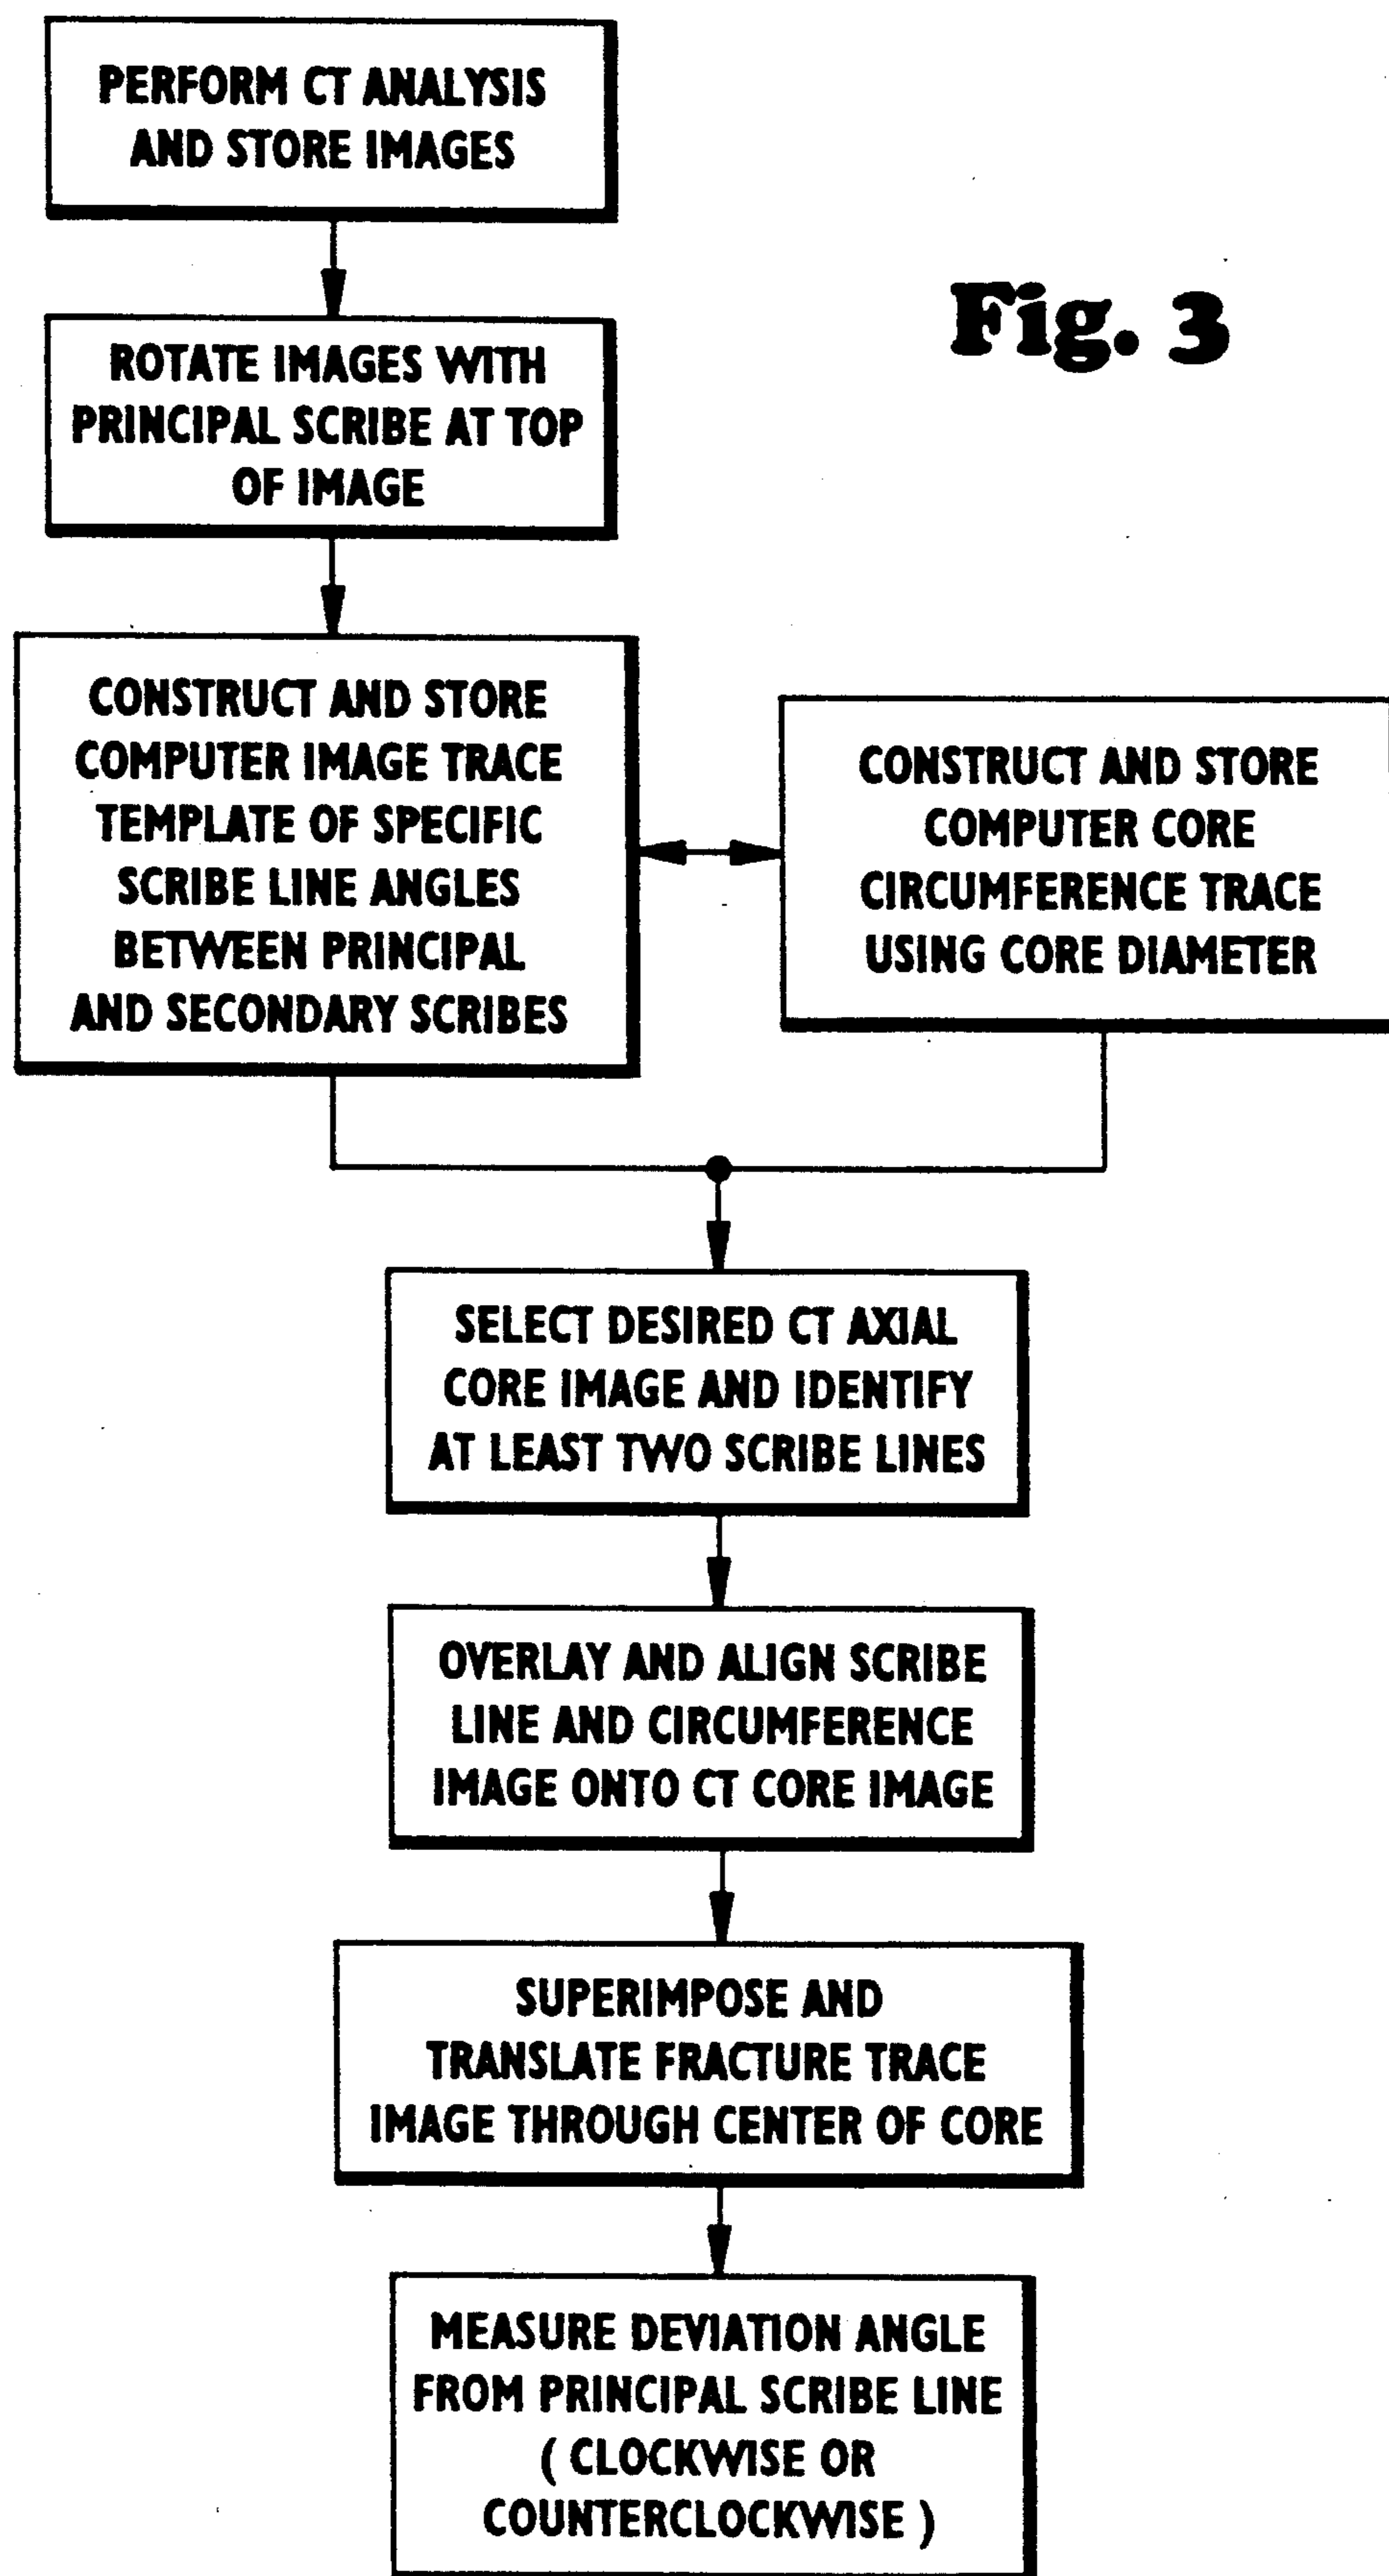 PERFORM CT ANALYSIS
AND STORE IMAGES
Fig. 3
ROTATE IMAGES WITH
PRINCIPAL SCRIBE AT TOP
OF IMAGE
CONSTRUCT AND STORE
COMPUTER IMAGE TRACE
TEMPLATE OF SPECIFIC
SCRIBE LINE ANGLES
BETWEEN PRINCIPAL
AND SECONDARY SCRIBES
CONSTRUCT AND STORE
COMPUTER CORE
CIRCUMFERENCE TRACE
USING CORE DIAMETER
SELECT DESIRED CT AXIAL
CORE IMAGE AND IDENTIFY
AT LEAST TWO SCRIBE LINES
OVERLAY AND ALIGN SCRIBE
LINE AND CIRCUMFERENCE
IMAGE ONTO CT CORE IMAGE
SUPERIMPOSE AND
TRANSLATE FRACTURE TRACE
IMAGE THROUGH CENTER OF CORE
MEASURE DEVIATION ANGLE
FROM PRINCIPAL SCRIBE LINE
( CLOCKWISE OR
COUNTERCLOCKWISE )